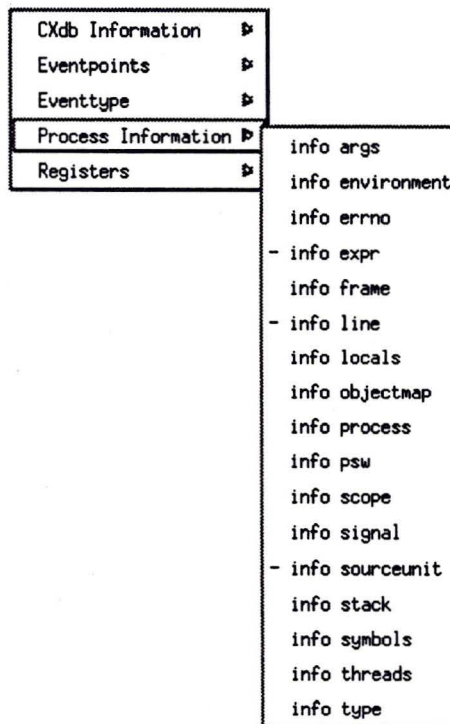 CXdb Information
Eventpoints
Eventtype
Process Information
Registers
info args
info environment
info errno
- info expr
info frame
- info line
info locals
info objectmap
info process
info psw
info scope
info signal
- info sourceunit
info stack
info symbols
info threads
info type